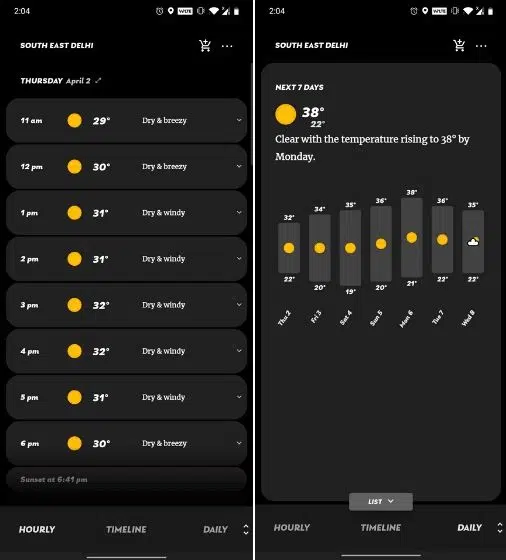 2:04
SOUTH EAST DELHI
THURSDAY April 2
11 am 29° Dry & breezy
12 pm 30° Dry & breezy
1 pm 31° Dry & windy
2 pm 31° Dry & windy
3 pm 32° Dry & windy
4 pm 32° Dry & windy
5 pm 31° Dry & windy
6 pm 30° Dry & breezy
Sunset at 6:41 pm
HOURLY TIMELINE DAILY
2:04
SOUTH EAST DELHI
NEXT 7 DAYS
38°
22°
Clear with the temperature rising to 38° by
Monday.
32° 34° 35° 36° 38° 36° 35°
22° 20° 19° 20° 21° 22° 22°
Thu 2 Fri 3 Sat 4 Sun 5 Mon 6 Tue 7 Wed 8
LIST
HOURLY TIMELINE DAILY